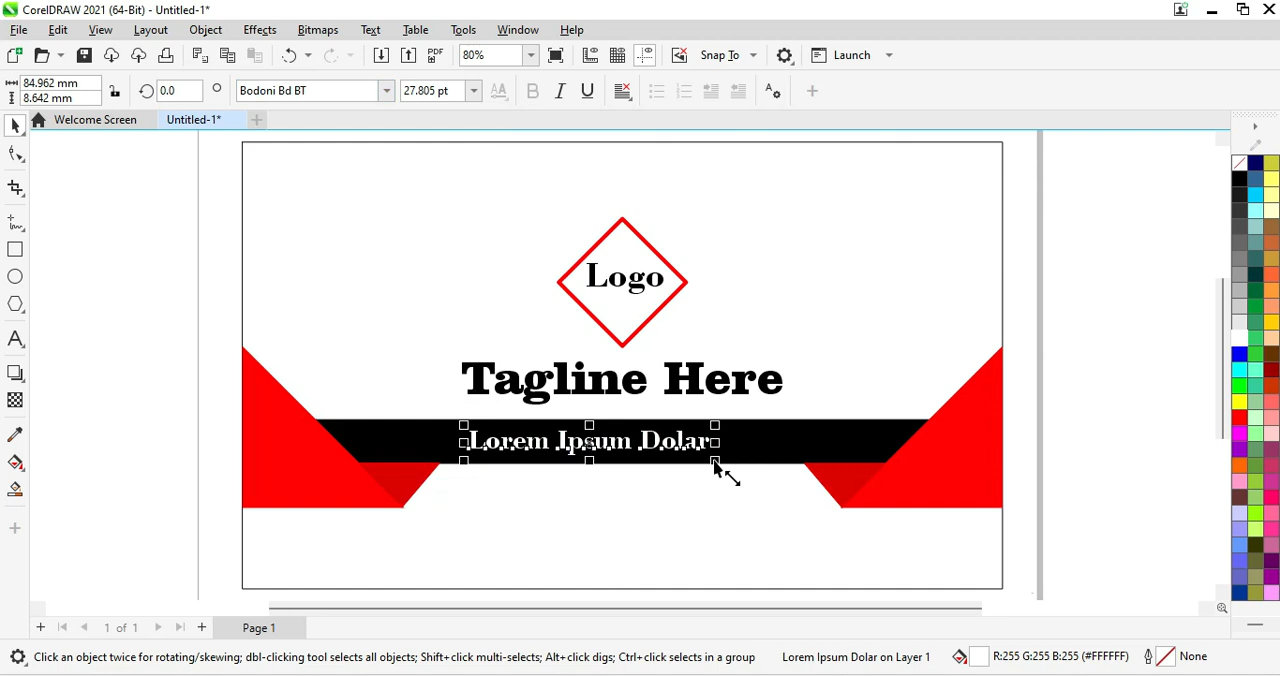 CorelDRAW 2021 (64-Bit) - Untitled-1*
File Edit View Layout Object Effects Bitmaps Text Table Tools Window Help
PDF 80% Snap To Launch
84.962 mm
8.642 mm
0.0 Bodoni Bd BT 27.805 pt
Welcome Screen Untitled-1*
Logo
Tagline Here
Lorem Ipsum Dolar
1 of 1 Page 1
Click an object twice for rotating/skewing; dbl-clicking tool selects all objects; Shift+click multi-selects; Alt+click digs; Ctrl+click selects in a group Lorem Ipsum Dolar on Layer 1 R:255 G:255 B:255 (#FFFFFF) None